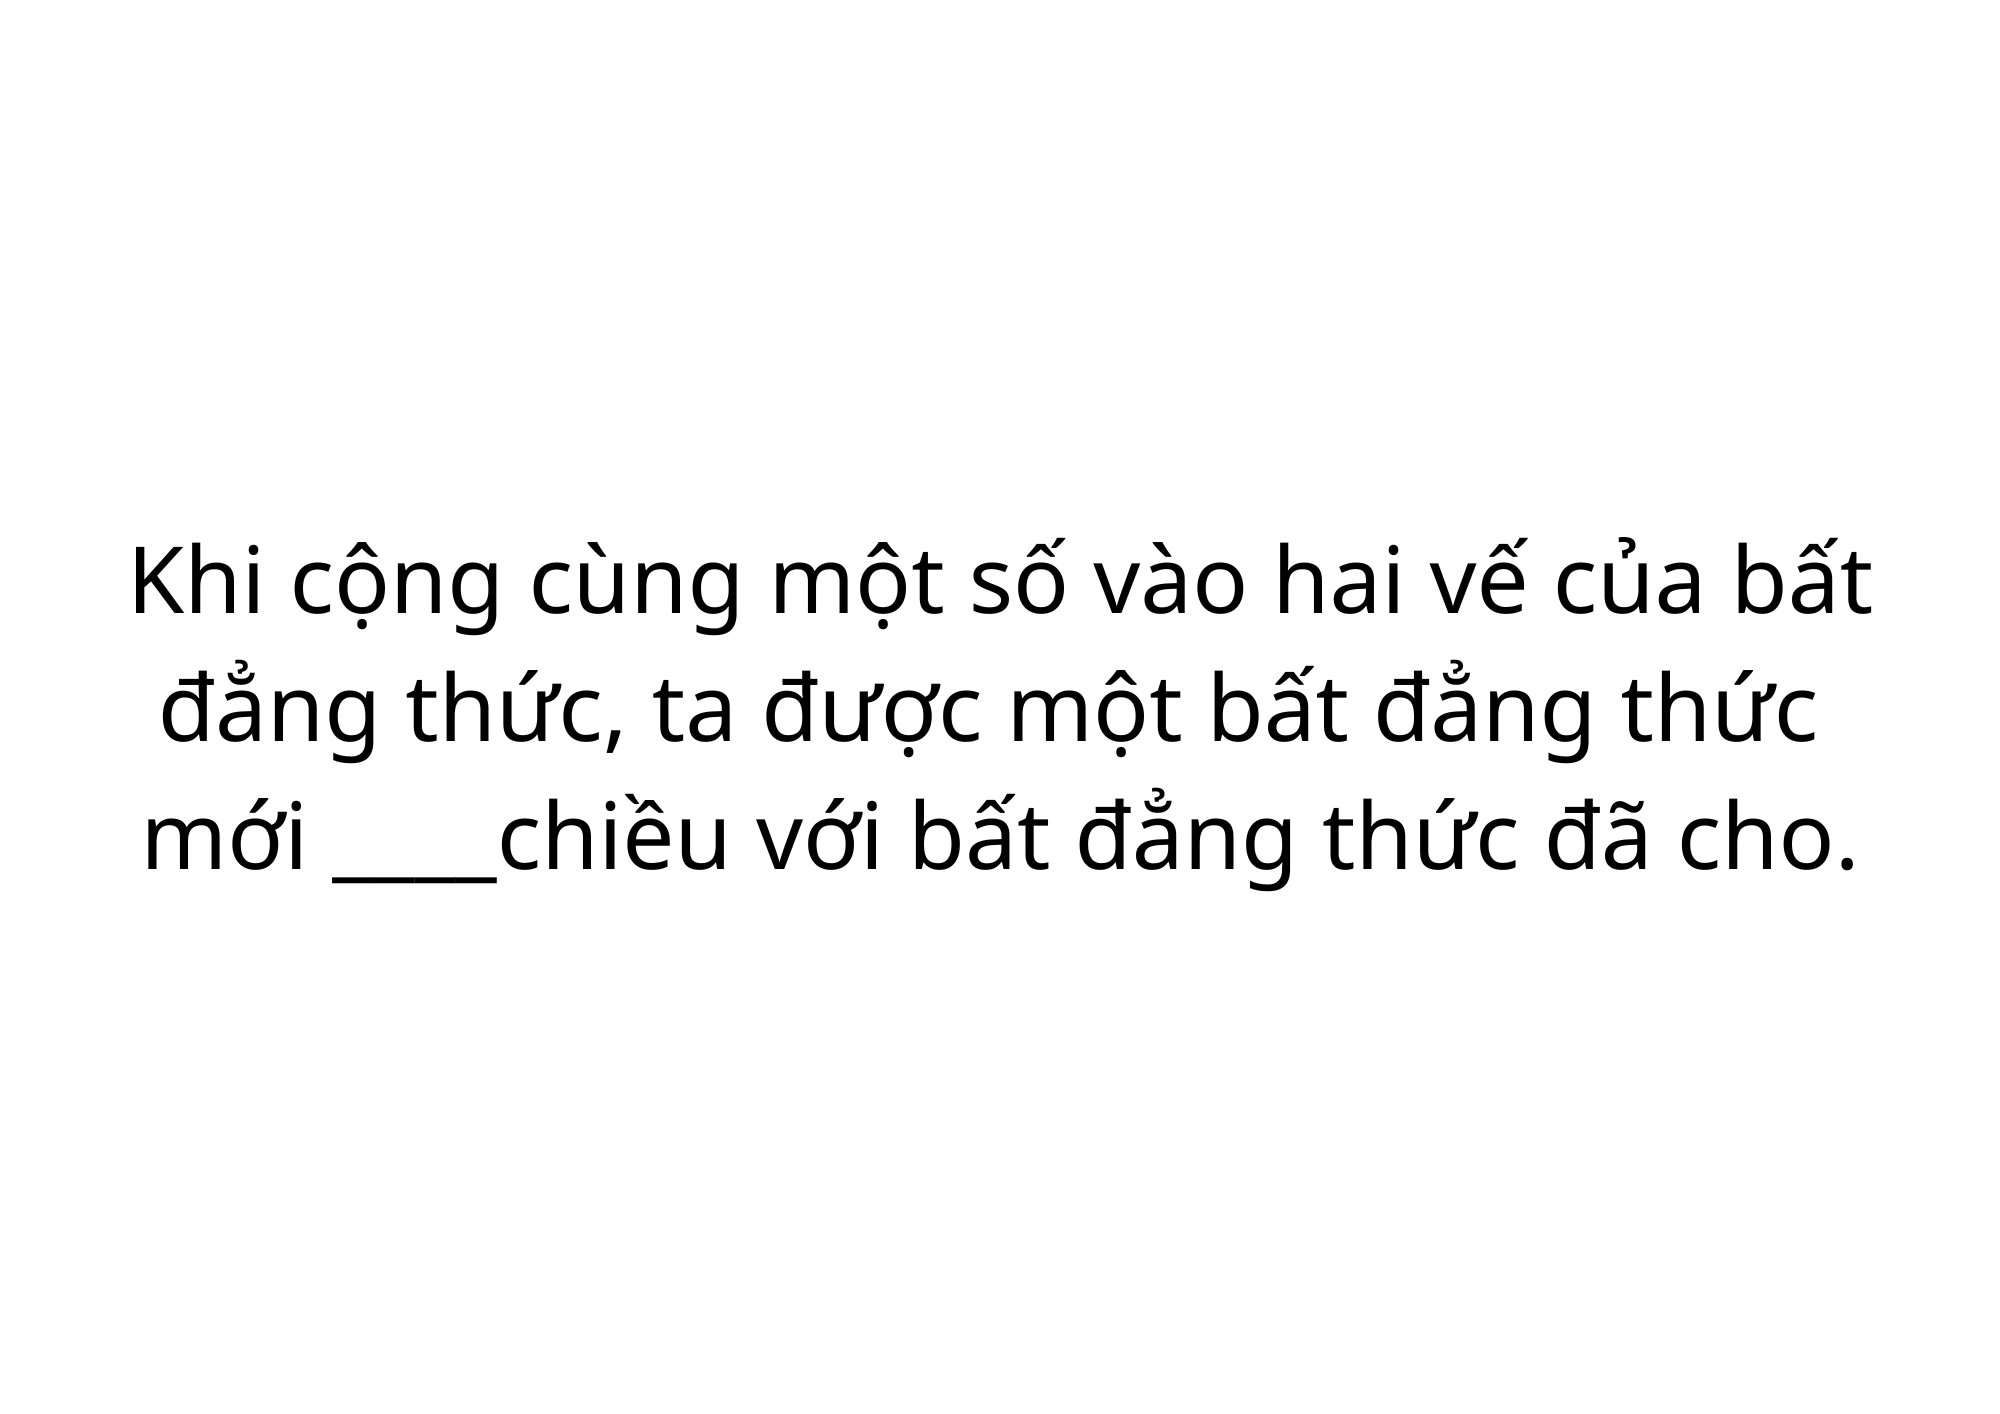 Khi cộng cùng một số vào hai vế của bất
đẳng thức, ta được một bất đẳng thức
mới ____chiều với bất đẳng thức đã cho.